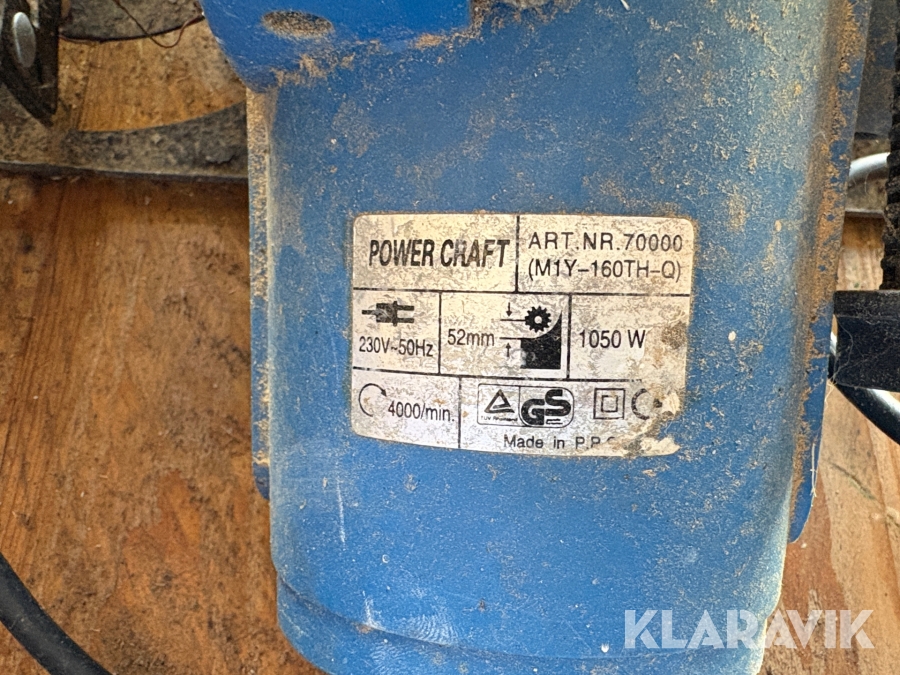 POWER CRAFT
ART.NR.70000
(M1Y-160TH-Q)
230V~50Hz
52mm
1050 W
4000/min.
GS
Made in P.R.
KLARAVIK